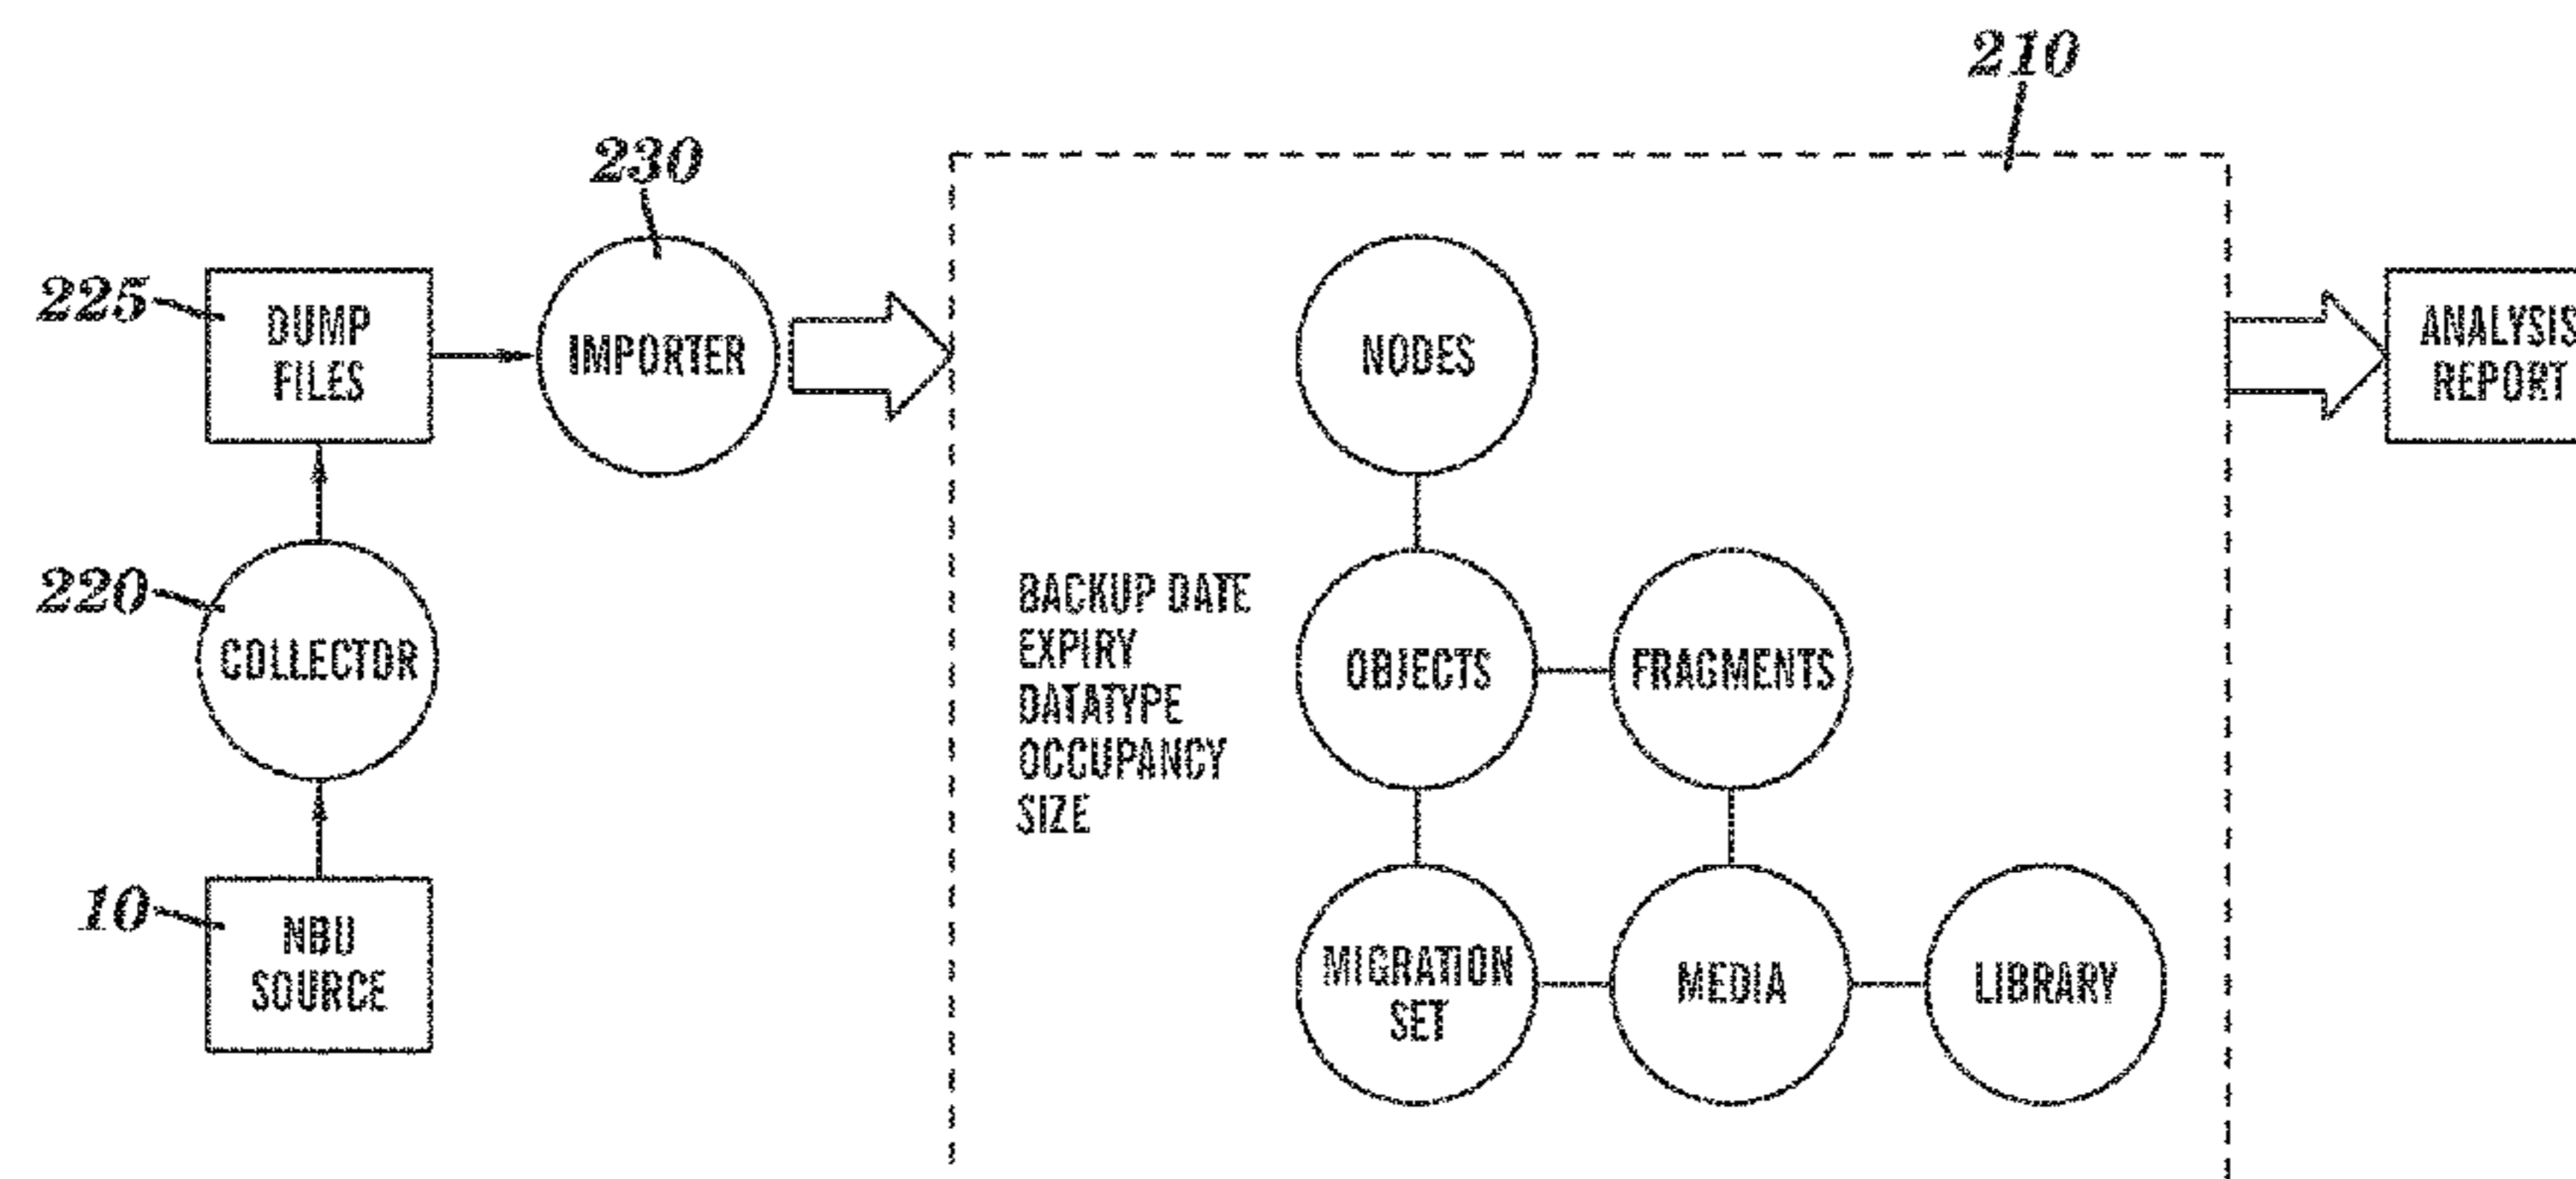 210
230
225
DUMP
FILES
IMPORTER
NODES
ANALYSIS
REPORT
220
COLLECTOR
BACKUP DATE
EXPIRY
DATATYPE
OCCUPANCY
SIZE
OBJECTS
FRAGMENTS
10
NBU
SOURCE
MIGRATION
SET
MEDIA
LIBRARY